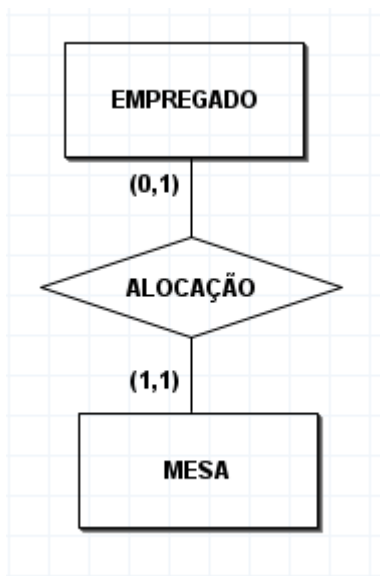 EMPREGADO
(0,1)
ALOCAÇÃO
(1,1)
MESA